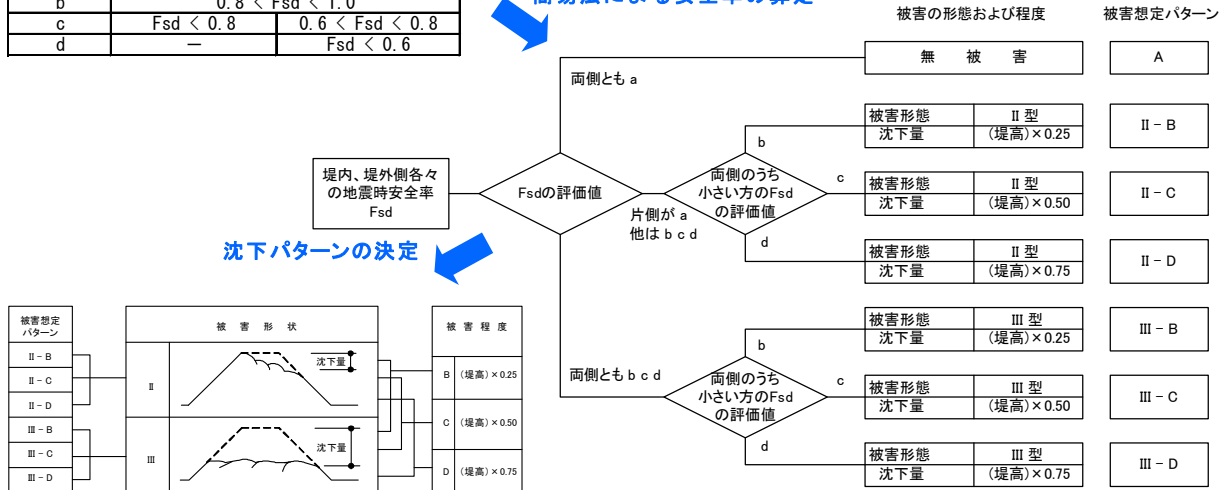 b 0.8 < Fsd < 1.0
c Fsd < 0.8 0.6 < Fsd < 0.8
d － Fsd < 0.6
被害の形態および程度 被害想定パターン
両側とも a
無 被 害 A
堤内、堤外側各々
の地震時安全率
Fsd
Fsdの評価値
片側が a
他は b c d
両側のうち
小さい方のFsd
の評価値
b
被害形態 II 型
沈下量 (堤高)×0.25
II－B
c
被害形態 II 型
沈下量 (堤高)×0.50
II－C
d
被害形態 II 型
沈下量 (堤高)×0.75
II－D
両側とも b c d
両側のうち
小さい方のFsd
の評価値
b
被害形態 III 型
沈下量 (堤高)×0.25
III－B
c
被害形態 III 型
沈下量 (堤高)×0.50
III－C
d
被害形態 III 型
沈下量 (堤高)×0.75
III－D
沈下パターンの決定
被害想定
パターン
II－B
II－C
II－D
III－B
III－C
III－D
被 害 形 状
II
沈下量
III
沈下量
被 害 程 度
B (堤高)×0.25
C (堤高)×0.50
D (堤高)×0.75